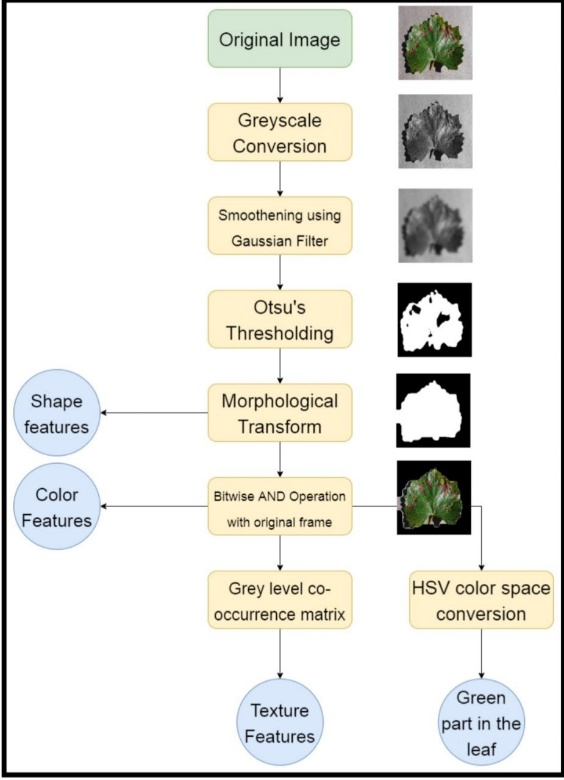 Original Image
Greyscale
Conversion
Smoothening using
Gaussian Filter
Otsu's
Thresholding
Shape
features
Morphological
Transform
Color
Features
Bitwise AND Operation
with original frame
Grey level co-
occurrence matrix
HSV color space
conversion
Texture
Features
Green
part in the
leaf